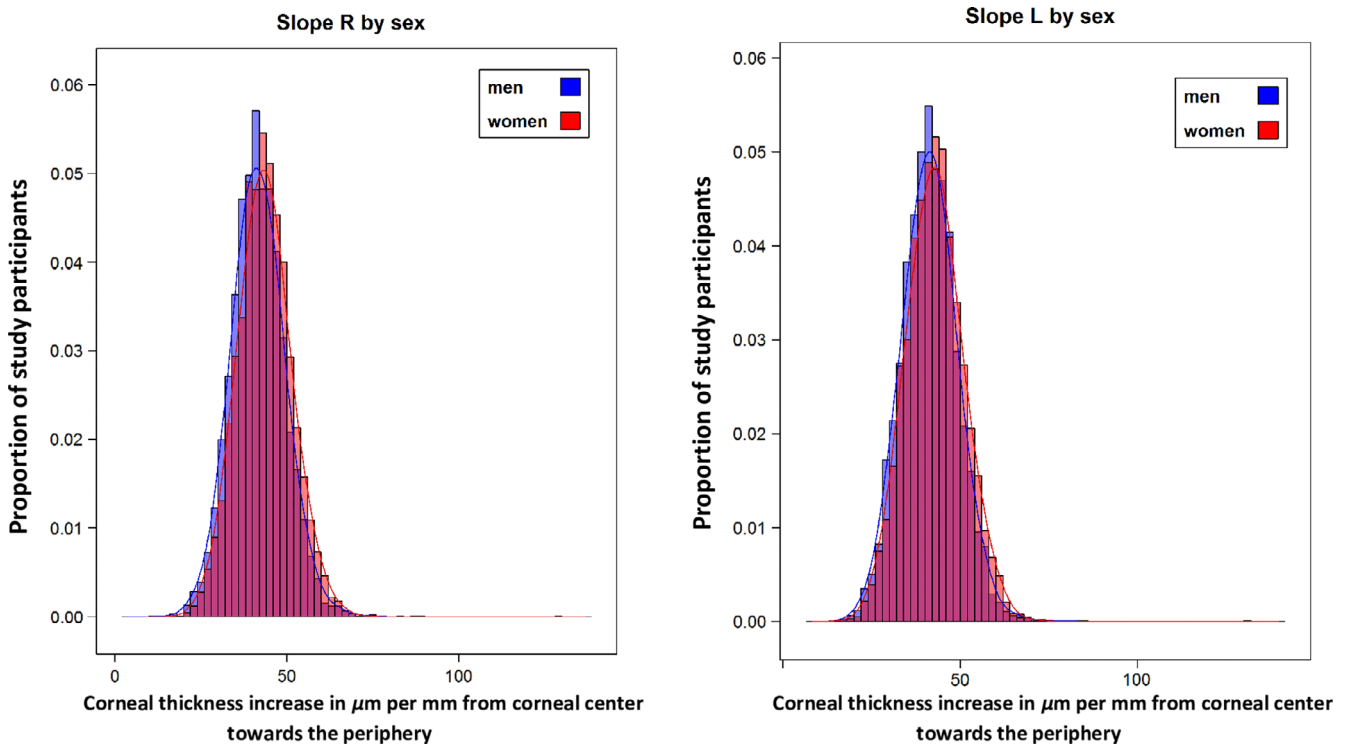 Slope R by sex
men
women
Proportion of study participants
0.06
0.05
0.04
0.03
0.02
0.01
0.00
0
50
100
Corneal thickness increase in μm per mm from corneal center
towards the periphery
Slope L by sex
men
women
Proportion of study participants
0.06
0.05
0.04
0.03
0.02
0.01
0.00
50
100
Corneal thickness increase in μm per mm from corneal center
towards the periphery